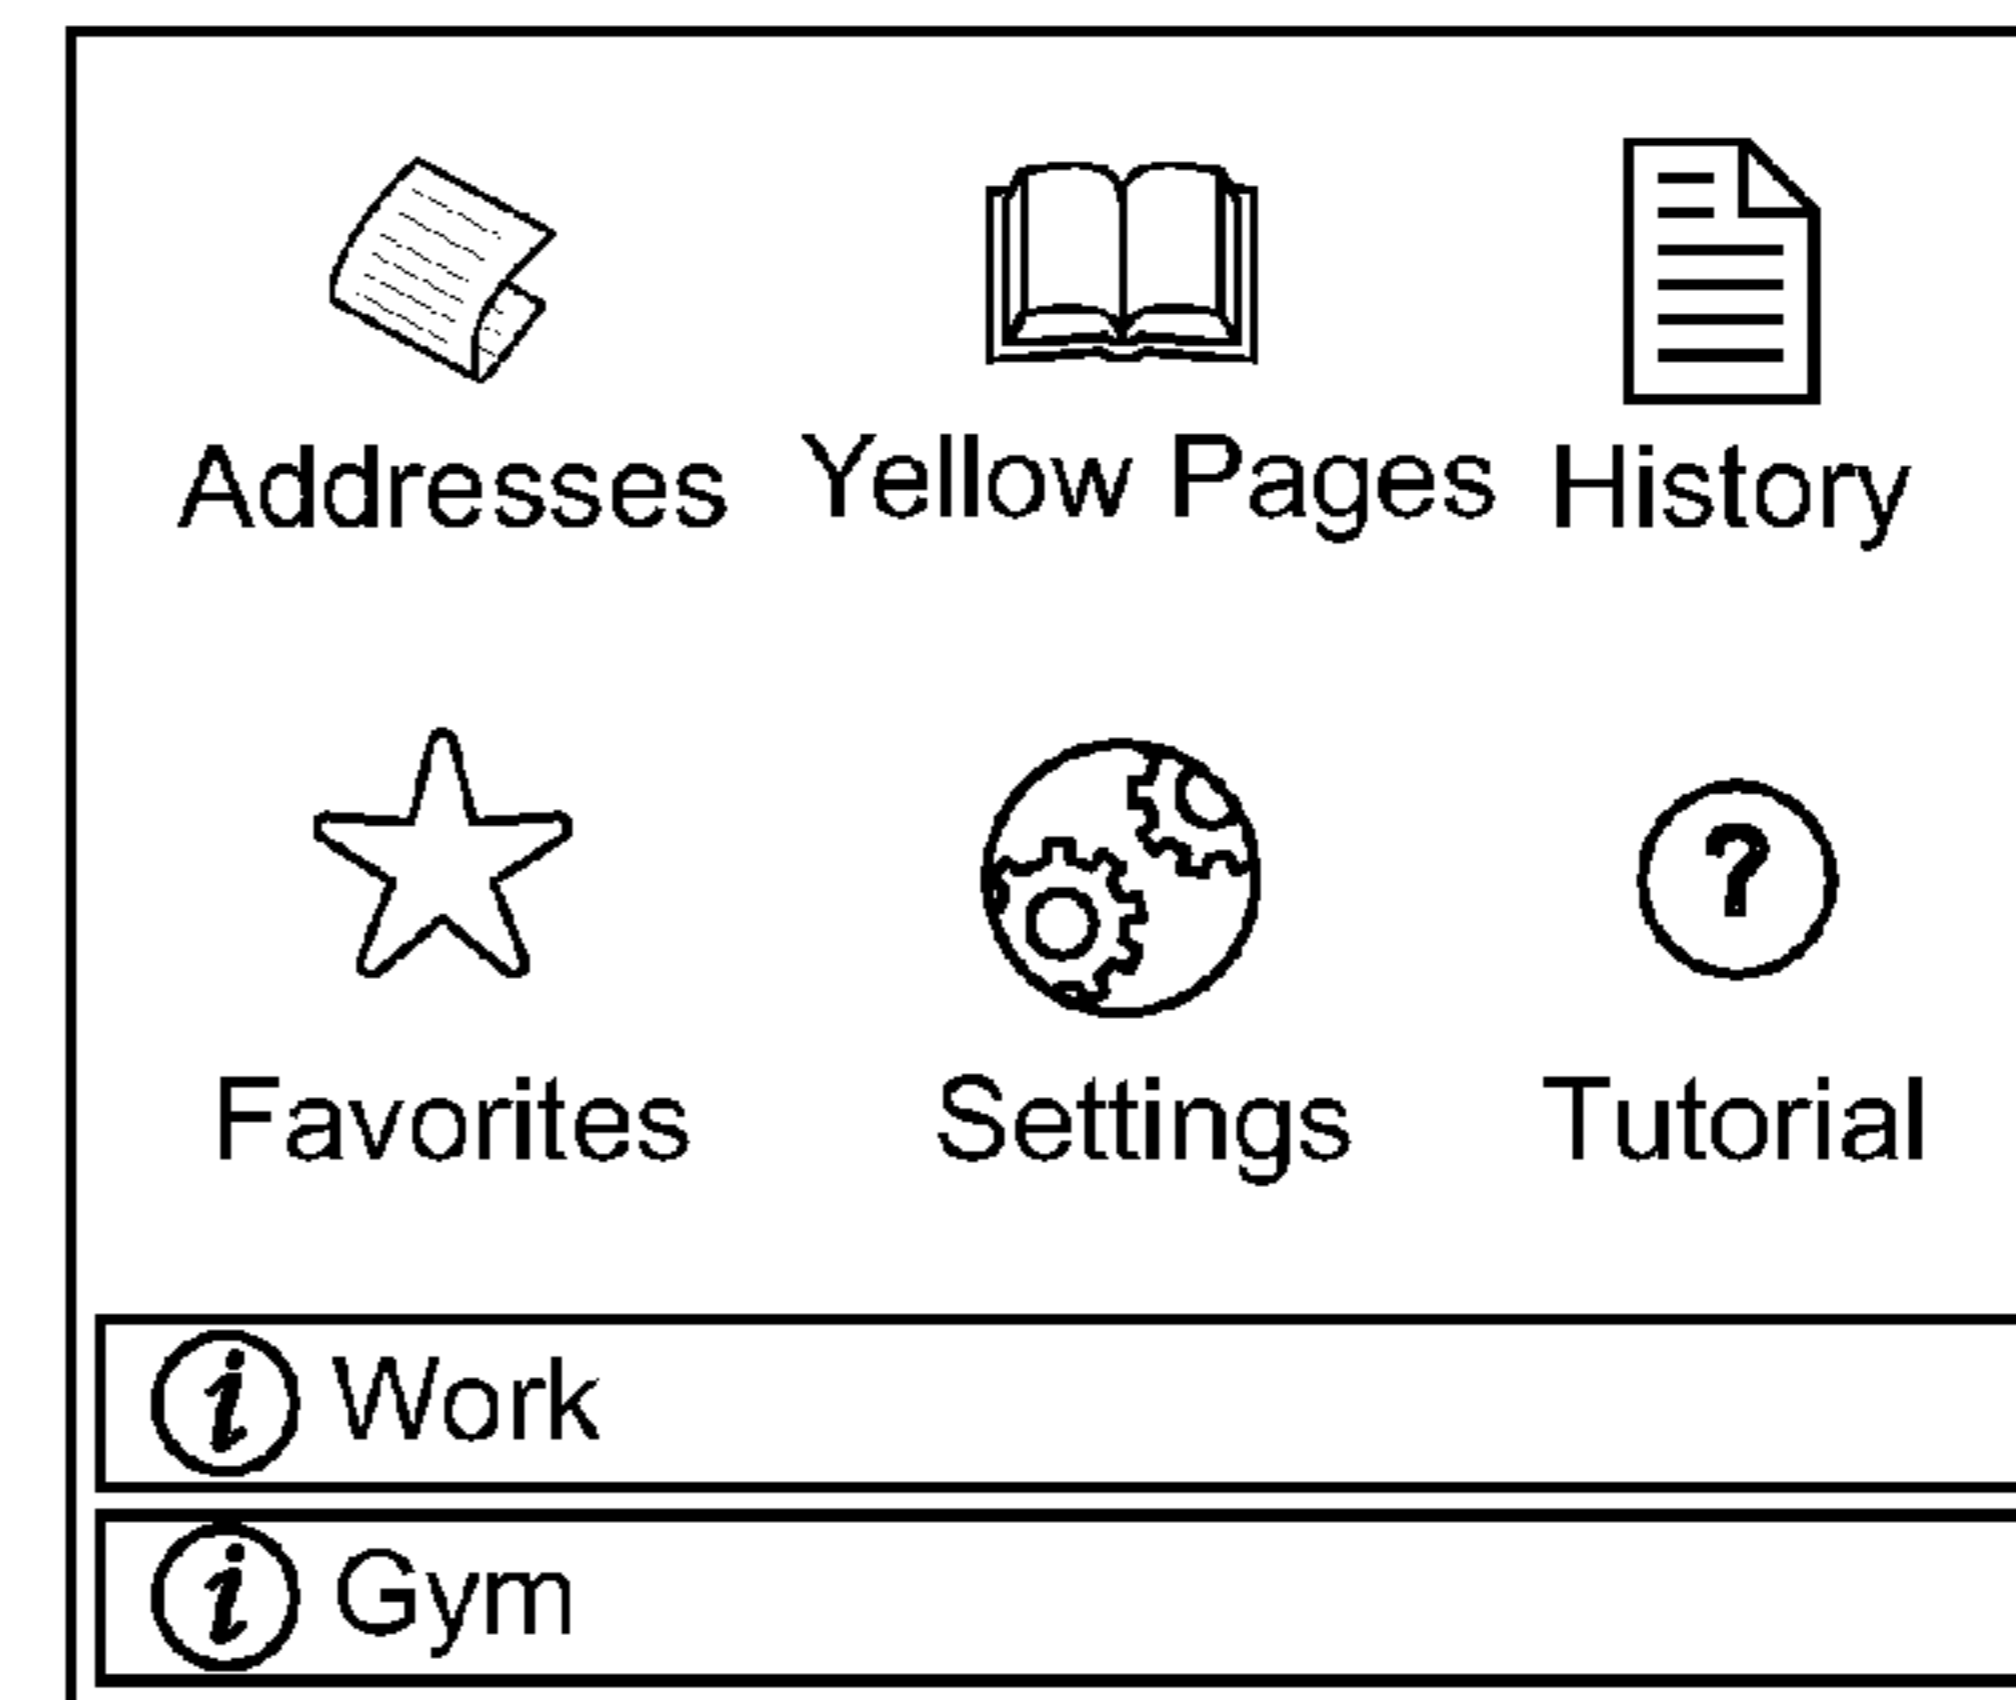 Addresses Yellow Pages History
?
Favorites Settings Tutorial
i Work
i Gym